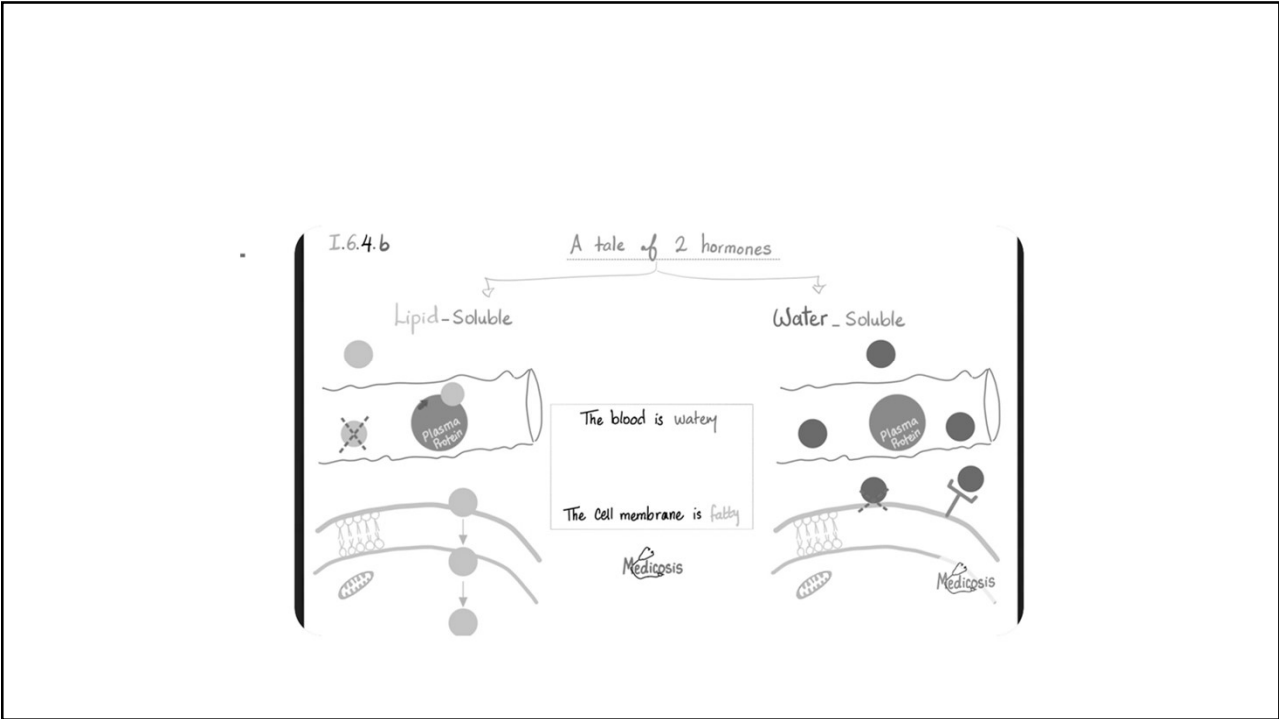 I.6.4.b
A tale of 2 hormones
Lipid-Soluble
Water-Soluble
Plasma
Protein
The blood is watery
The cell membrane is fatty
Medicosis
Plasma
Protein
Medicosis